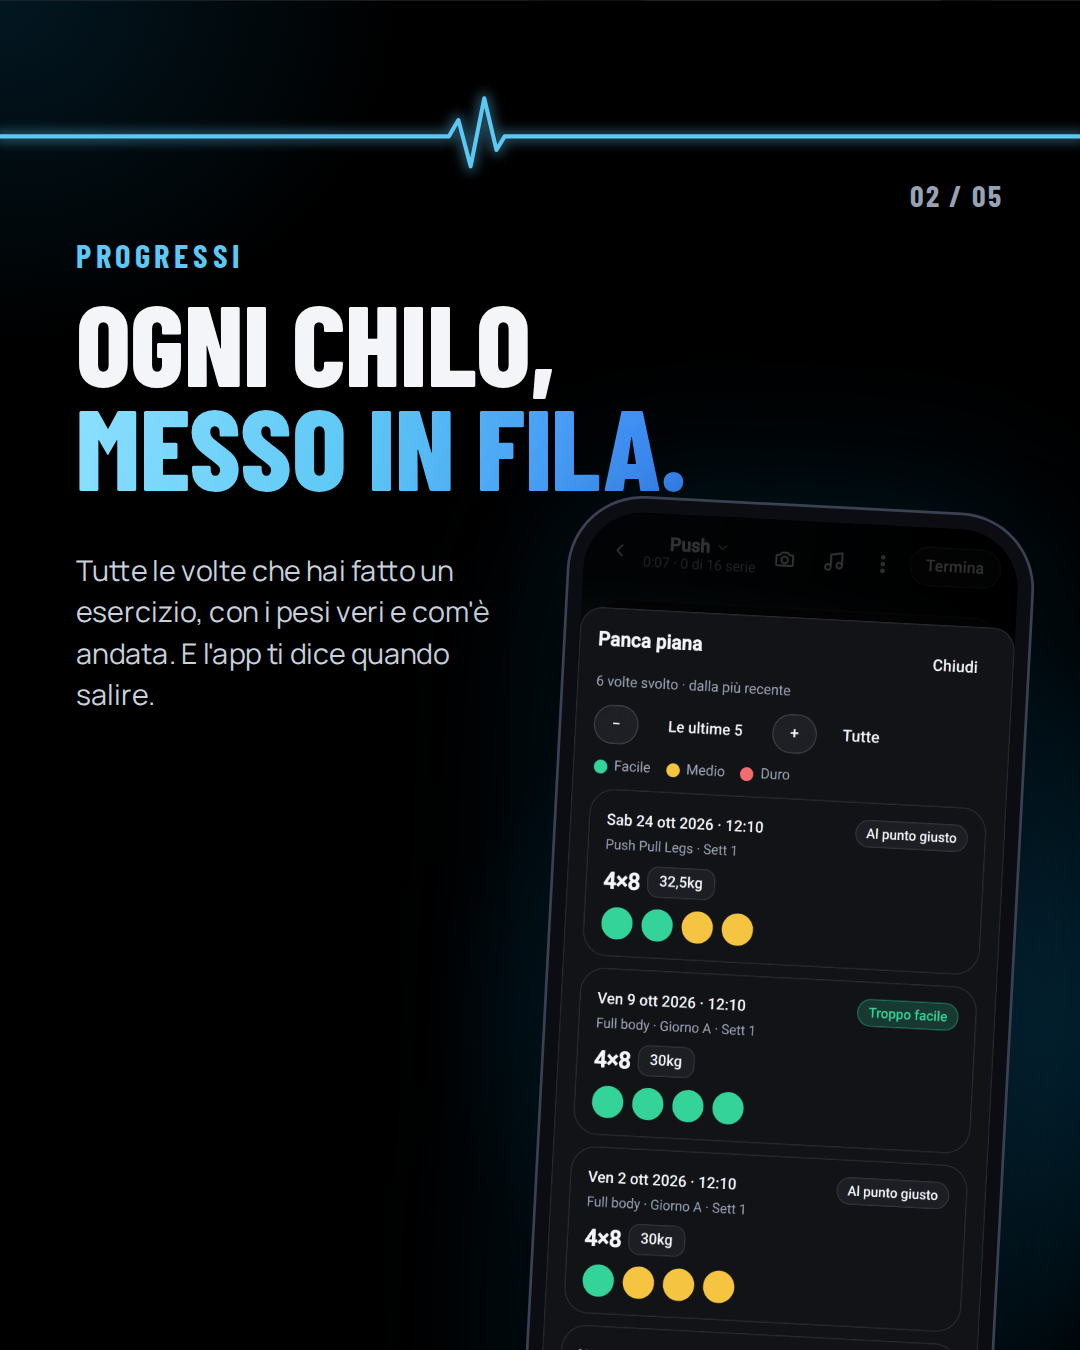 02 / 05
PROGRESSI
OGNI CHILO,
MESSO IN FILA.
Tutte le volte che hai fatto un
esercizio, con i pesi veri e com'è
andata. E l'app ti dice quando
salire.
Push
0:07 · 0 di 16 serie
Termina
Panca piana
Chiudi
6 volte svolto · dalla più recente
− Le ultime 5 + Tutte
Facile Medio Duro
Sab 24 ott 2026 · 12:10
Al punto giusto
Push Pull Legs · Sett 1
4×8 32,5kg
Ven 9 ott 2026 · 12:10
Troppo facile
Full body · Giorno A · Sett 1
4×8 30kg
Ven 2 ott 2026 · 12:10
Al punto giusto
Full body · Giorno A · Sett 1
4×8 30kg